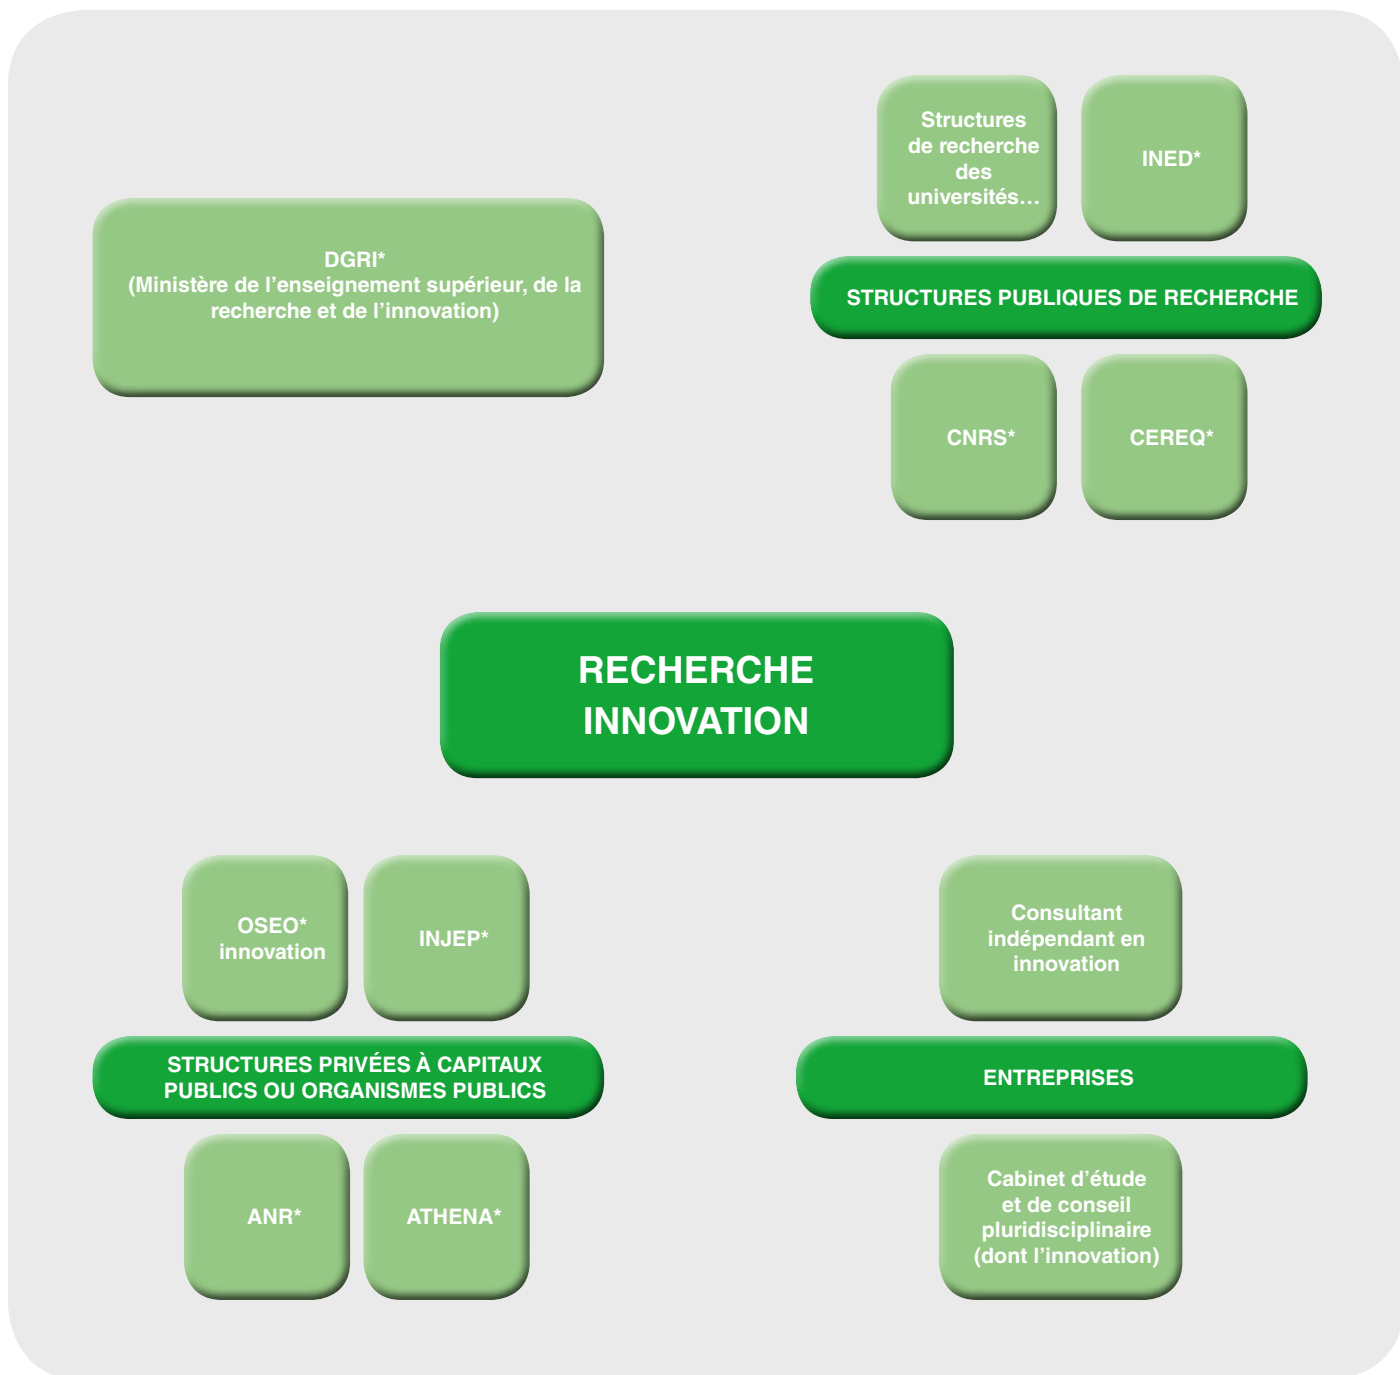 DGRI*
(Ministère de l’enseignement supérieur, de la
recherche et de l’innovation)
Structures
de recherche
des
universités…
INED*
STRUCTURES PUBLIQUES DE RECHERCHE
CNRS*
CEREQ*
RECHERCHE
INNOVATION
OSEO*
innovation
INJEP*
STRUCTURES PRIVÉES À CAPITAUX
PUBLICS OU ORGANISMES PUBLICS
ANR*
ATHENA*
Consultant
indépendant en
innovation
ENTREPRISES
Cabinet d’étude
et de conseil
pluridisciplinaire
(dont l’innovation)